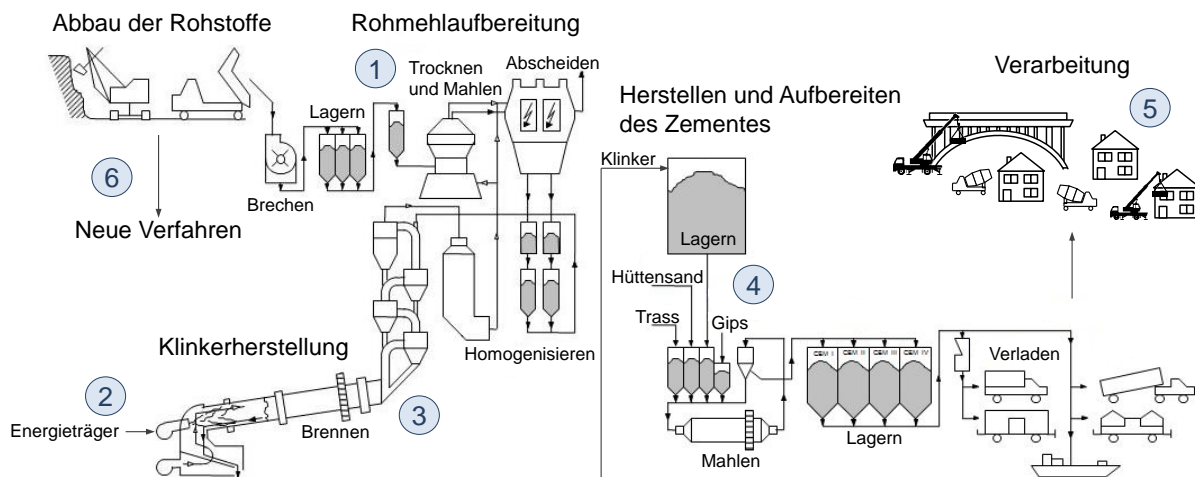 Abbau der Rohstoffe
Rohmehlaufbereitung
1
Trocknen
und Mahlen
Abscheiden
Lagern
Brechen
6
Neue Verfahren
Homogenisieren
Klinkerherstellung
2
Energieträger
Brennen
3
Herstellen und Aufbereiten
des Zementes
Klinker
Lagern
Hüttensand
4
Trass
Gips
Mahlen
CEM I
CEM II
CEM III
CEM IV
Lagern
Verladen
Verarbeitung
5